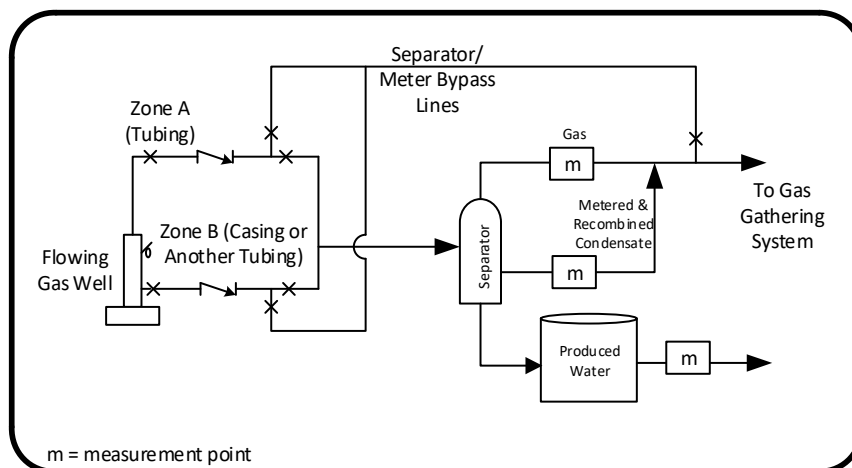 Separator/
Meter Bypass
Lines
Zone A
(Tubing)
Gas
m
To Gas
Gathering
System
Metered &
Recombined
Condensate
Zone B (Casing or
Another Tubing)
Flowing
Gas Well
Separator
m
Produced
Water
m
m = measurement point